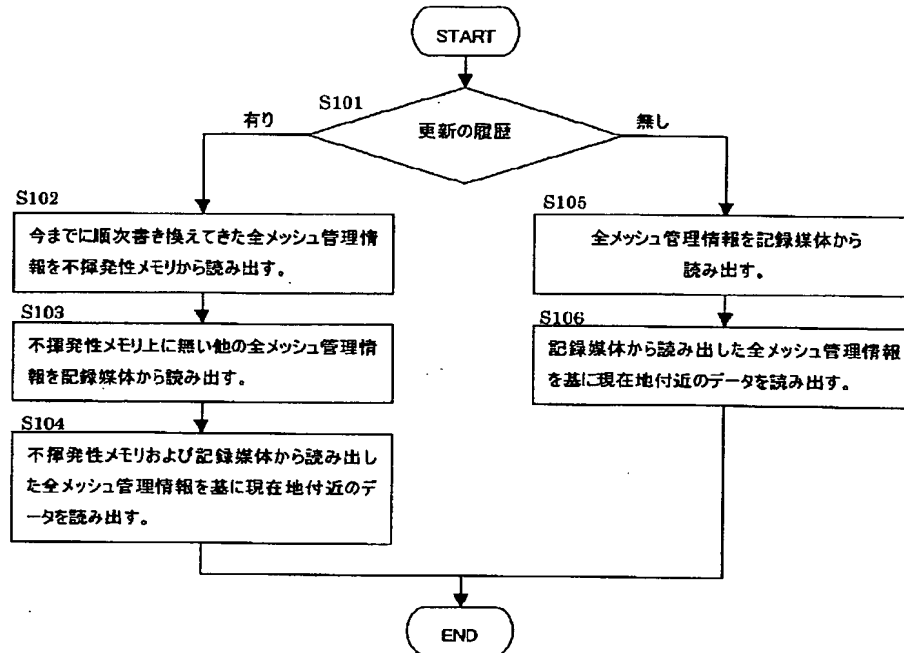 START
S101
有り
更新の履歴
無し
S102
今までに順次書き換えてきた全メッシュ管理情
報を不揮発性メモリから読み出す。
S103
不揮発性メモリ上に無い他の全メッシュ管理情
報を記録媒体から読み出す。
S104
不揮発性メモリおよび記録媒体から読み出し
た全メッシュ管理情報を基に現在地付近のデ
ータを読み出す。
S105
全メッシュ管理情報を記録媒体から
読み出す。
S106
記録媒体から読み出した全メッシュ管理情報
を基に現在地付近のデータを読み出す。
END